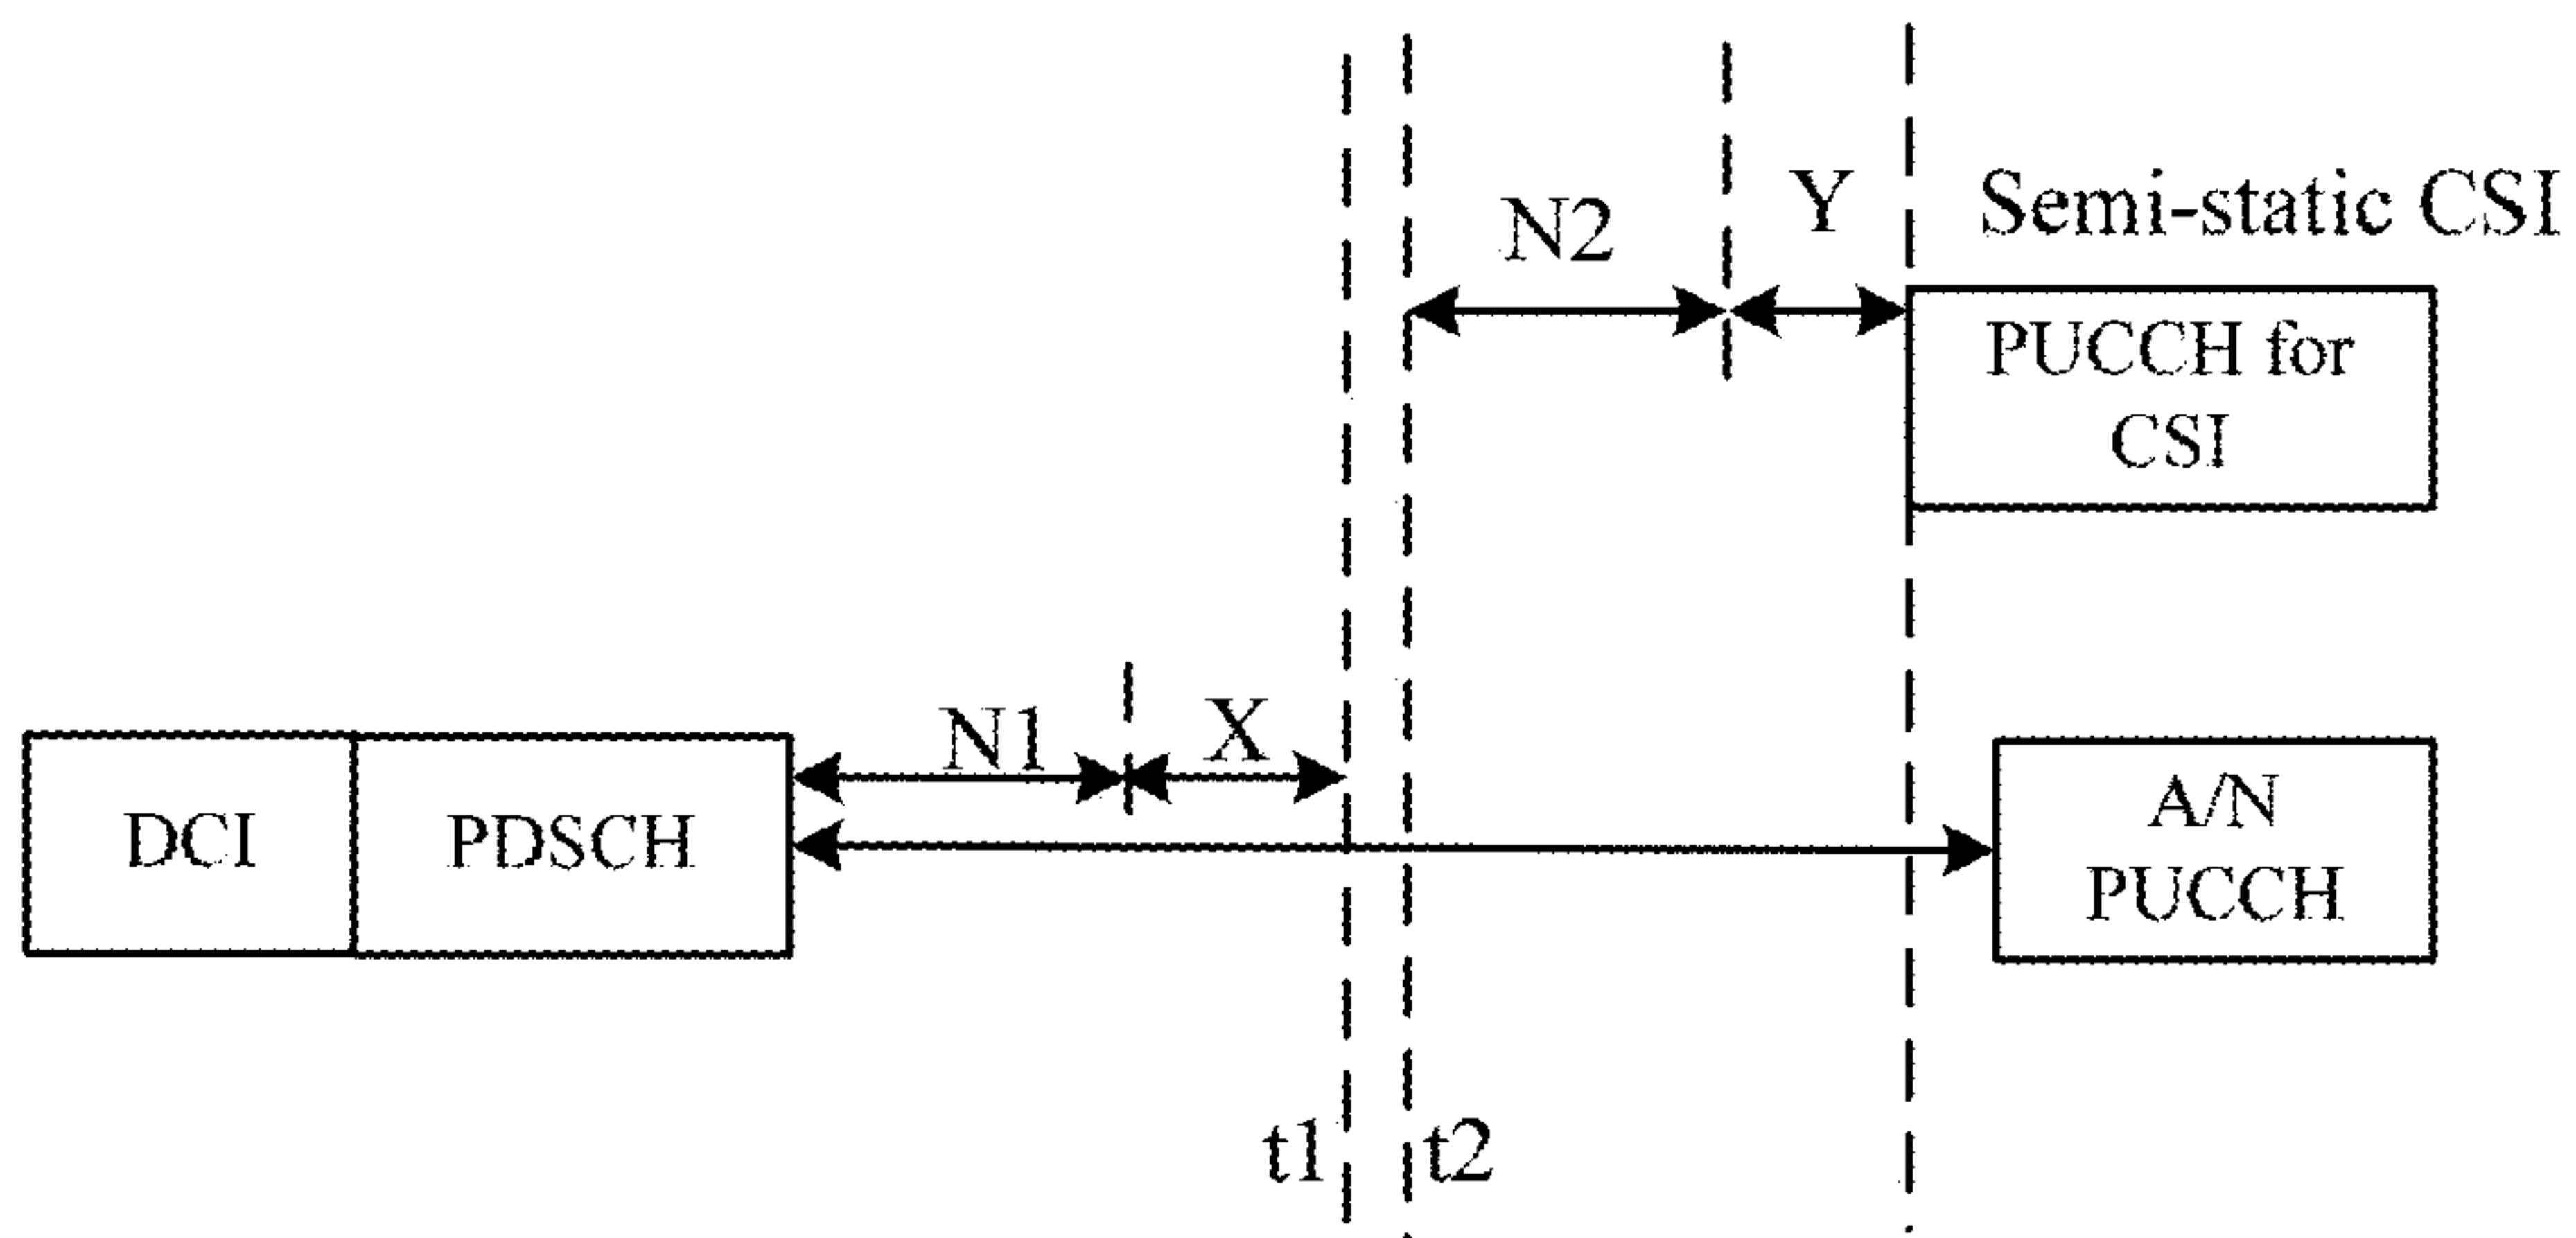 Semi-static CSI
N2
Y
PUCCH for
CSI
N1
X
DCI
PDSCH
A/N
PUCCH
t1
t2